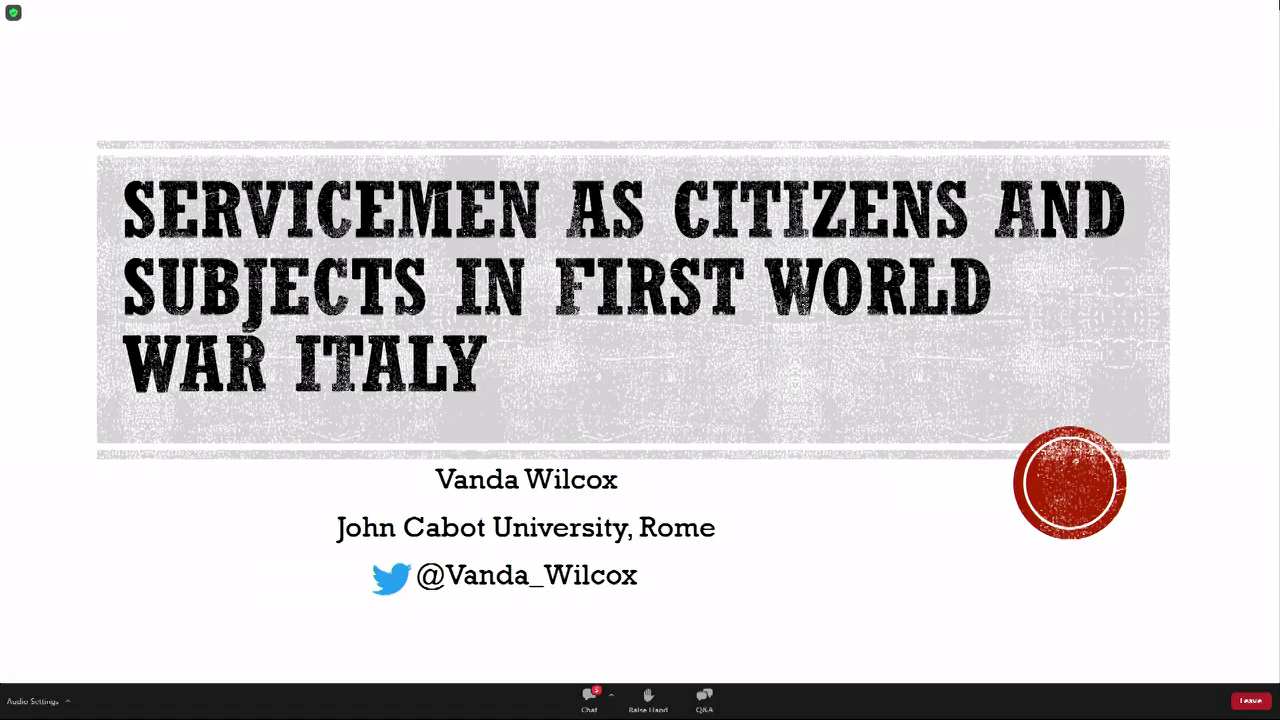 SERVICEMEN AS CITIZENS AND
SUBJECTS IN FIRST WORLD
WAR ITALY
Vanda Wilcox
John Cabot University, Rome
@Vanda_Wilcox
Audio Settings
Chat
Raise Hand
Q&A
Leave